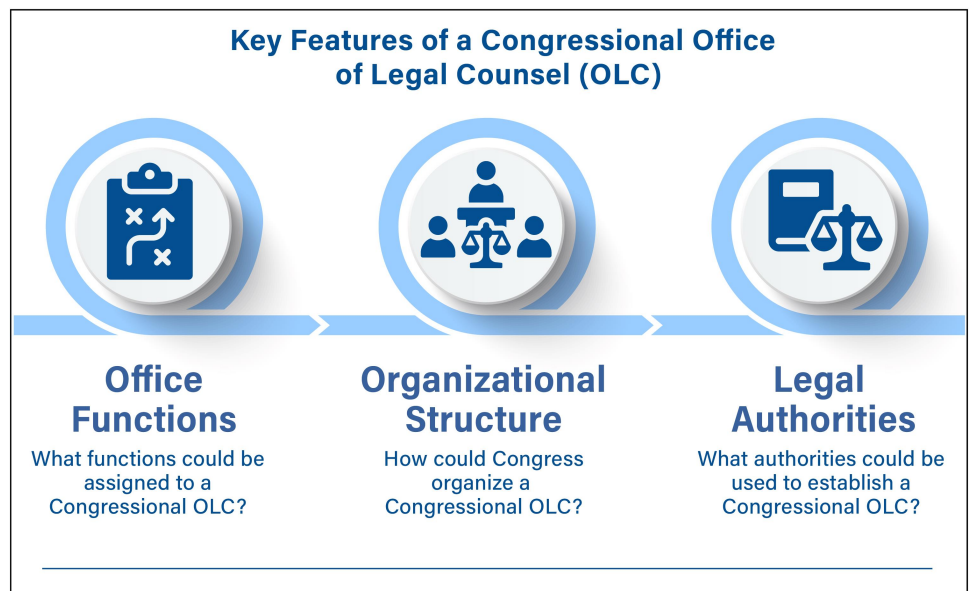 Key Features of a Congressional Office
of Legal Counsel (OLC)
Office
Functions
What functions could be
assigned to a
Congressional OLC?
Organizational
Structure
How could Congress
organize a
Congressional OLC?
Legal
Authorities
What authorities could be
used to establish a
Congressional OLC?